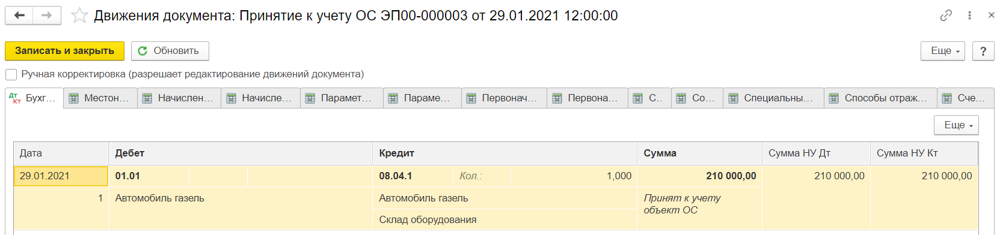 Движения документа: Принятие к учету ОС ЭП00-000003 от 29.01.2021 12:00:00
Записать и закрыть Обновить Еще ?
Ручная корректировка (разрешает редактирование движений документа)
Дт Кт Бухг... Местон... Начислен... Начисле... Парамет... Параме... Первонач... Первона... С.. Со... Специальны... Способы отраж... Сче...
Еще
Дата Дебет Кредит Сумма Сумма НУ Дт Сумма НУ Кт
29.01.2021 01.01 08.04.1 Кол.: 1,000 210 000,00 210 000,00 210 000,00
1 Автомобиль газель Автомобиль газель Принят к учету
объект ОС
Склад оборудования